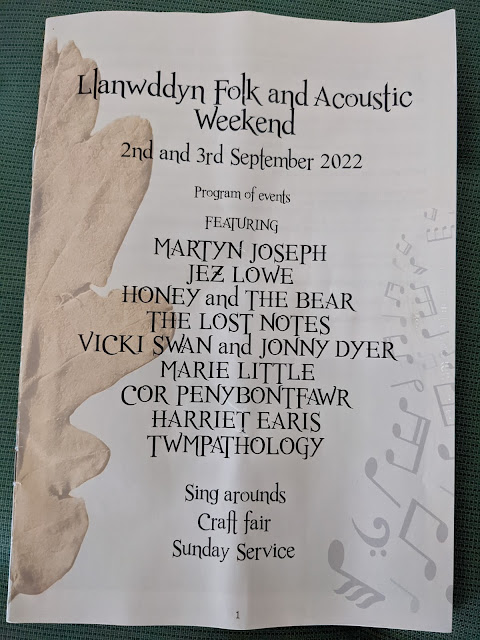 Llanwddyn Folk and Acoustic
Weekend
2nd and 3rd September 2022
Program of events
FEATURING
MARTYN JOSEPH
JEZ LOWE
HONEY and THE BEAR
THE LOST NOTES
VICKI SWAN and JONNY DYER
MARIE LITTLE
COR PENYBONTFAWR
HARRIET EARIS
TWMPATHOLOGY
Sing arounds
Craft fair
Sunday Service
1